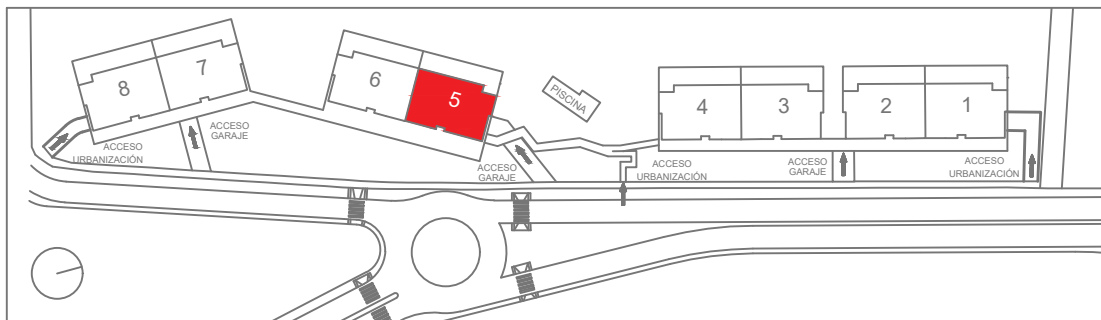 8
7
6
5
PISCINA
4
3
2
1
ACCESO
GARAJE
ACCESO
URBANIZACIÓN
ACCESO
GARAJE
ACCESO
URBANIZACIÓN
ACCESO
GARAJE
ACCESO
URBANIZACIÓN